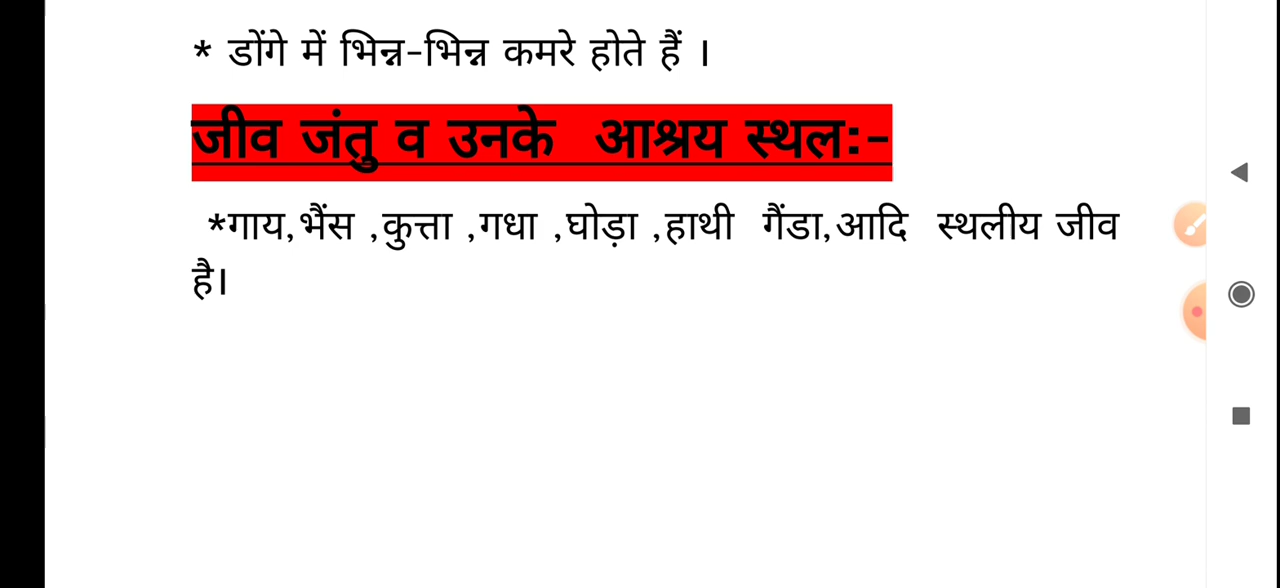 * डोंगे में भिन्न-भिन्न कमरे होते हैं ।
जीव जंतु व उनके आश्रय स्थल:-
*गाय,भैंस ,कुत्ता ,गधा ,घोड़ा ,हाथी गैंडा,आदि स्थलीय जीव
है।